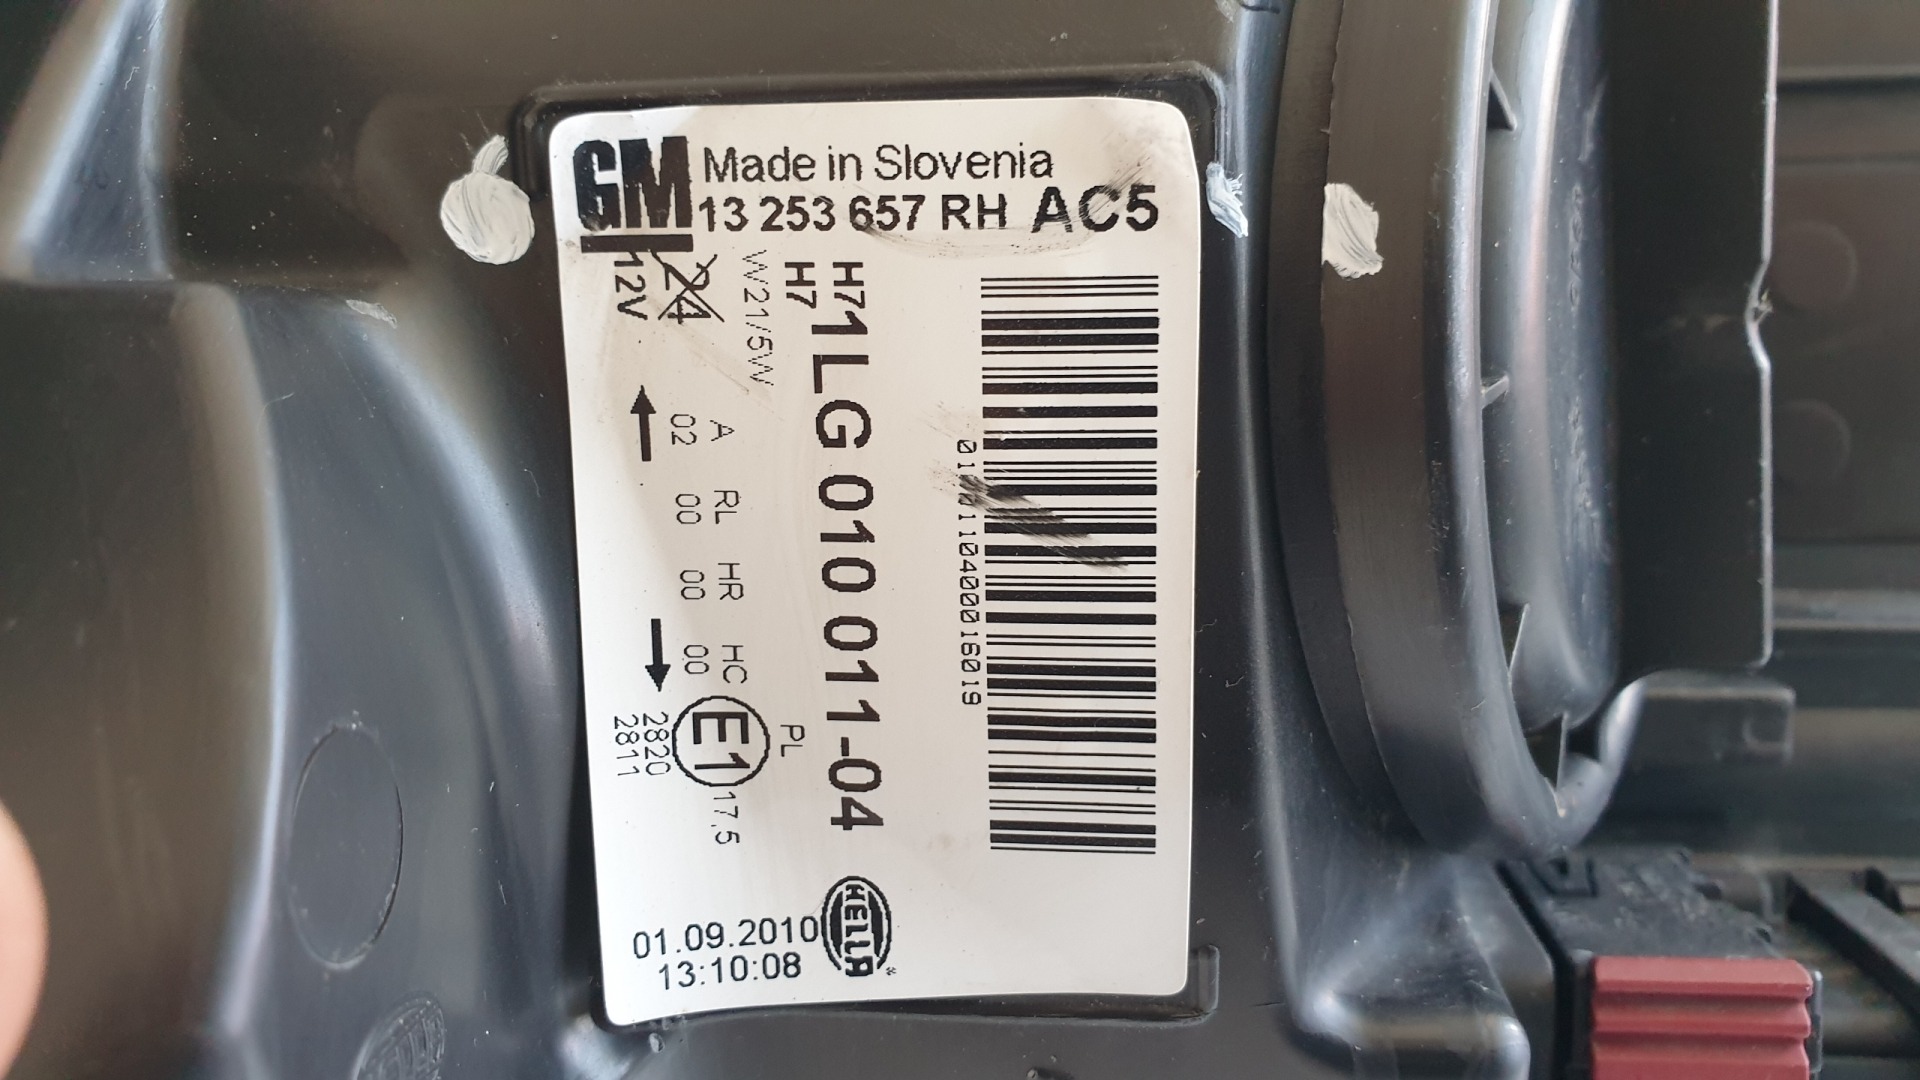 GM
Made in Slovenia
13 253 657 RH AC5
H7 1LG 010 011-04
H7
W21/5W
PL
A RL HR HC
02 00 00 00
E1
17,5
24
12V
2820
2811
01.09.2010
13:10:08
HELLA